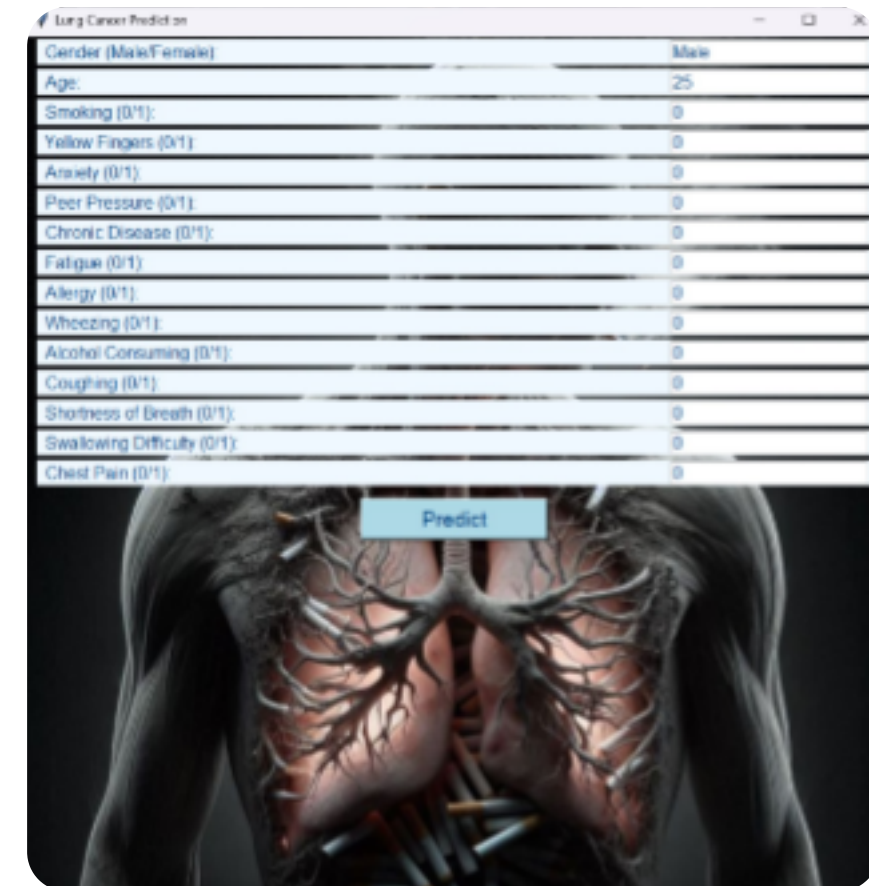 Lung Cancer Prediction
Gender (Male/Female): Male
Age: 25
Smoking (0/1): 0
Yellow Fingers (0/1): 0
Anxiety (0/1): 0
Peer Pressure (0/1): 0
Chronic Disease (0/1): 0
Fatigue (0/1): 0
Allergy (0/1): 0
Wheezing (0/1): 0
Alcohol Consuming (0/1): 0
Coughing (0/1): 0
Shortness of Breath (0/1): 0
Swallowing Difficulty (0/1): 0
Chest Pain (0/1): 0
Predict